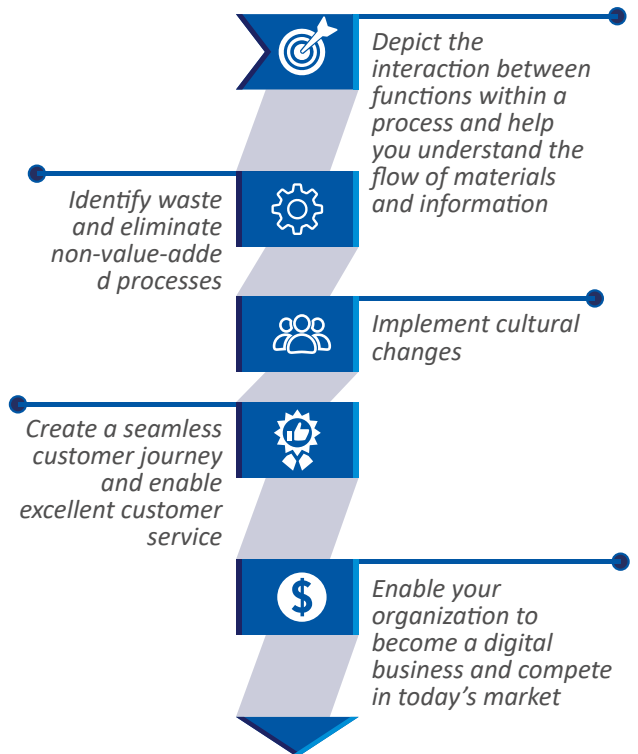 Depict the
interaction between
functions within a
process and help
you understand the
flow of materials
and information
Identify waste
and eliminate
non-value-adde
d processes
Implement cultural
changes
Create a seamless
customer journey
and enable
excellent customer
service
$
Enable your
organization to
become a digital
business and compete
in today’s market